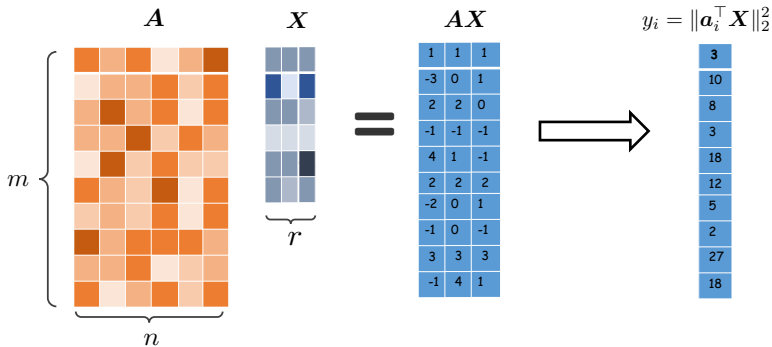 A X AX y_i = ‖a_i^⊤ X‖_2^2
m
n
r
=
1 1 1
-3 0 1
2 2 0
-1 -1 -1
4 1 -1
2 2 2
-2 0 1
-1 0 -1
3 3 3
-1 4 1
3
10
8
3
18
12
5
2
27
18